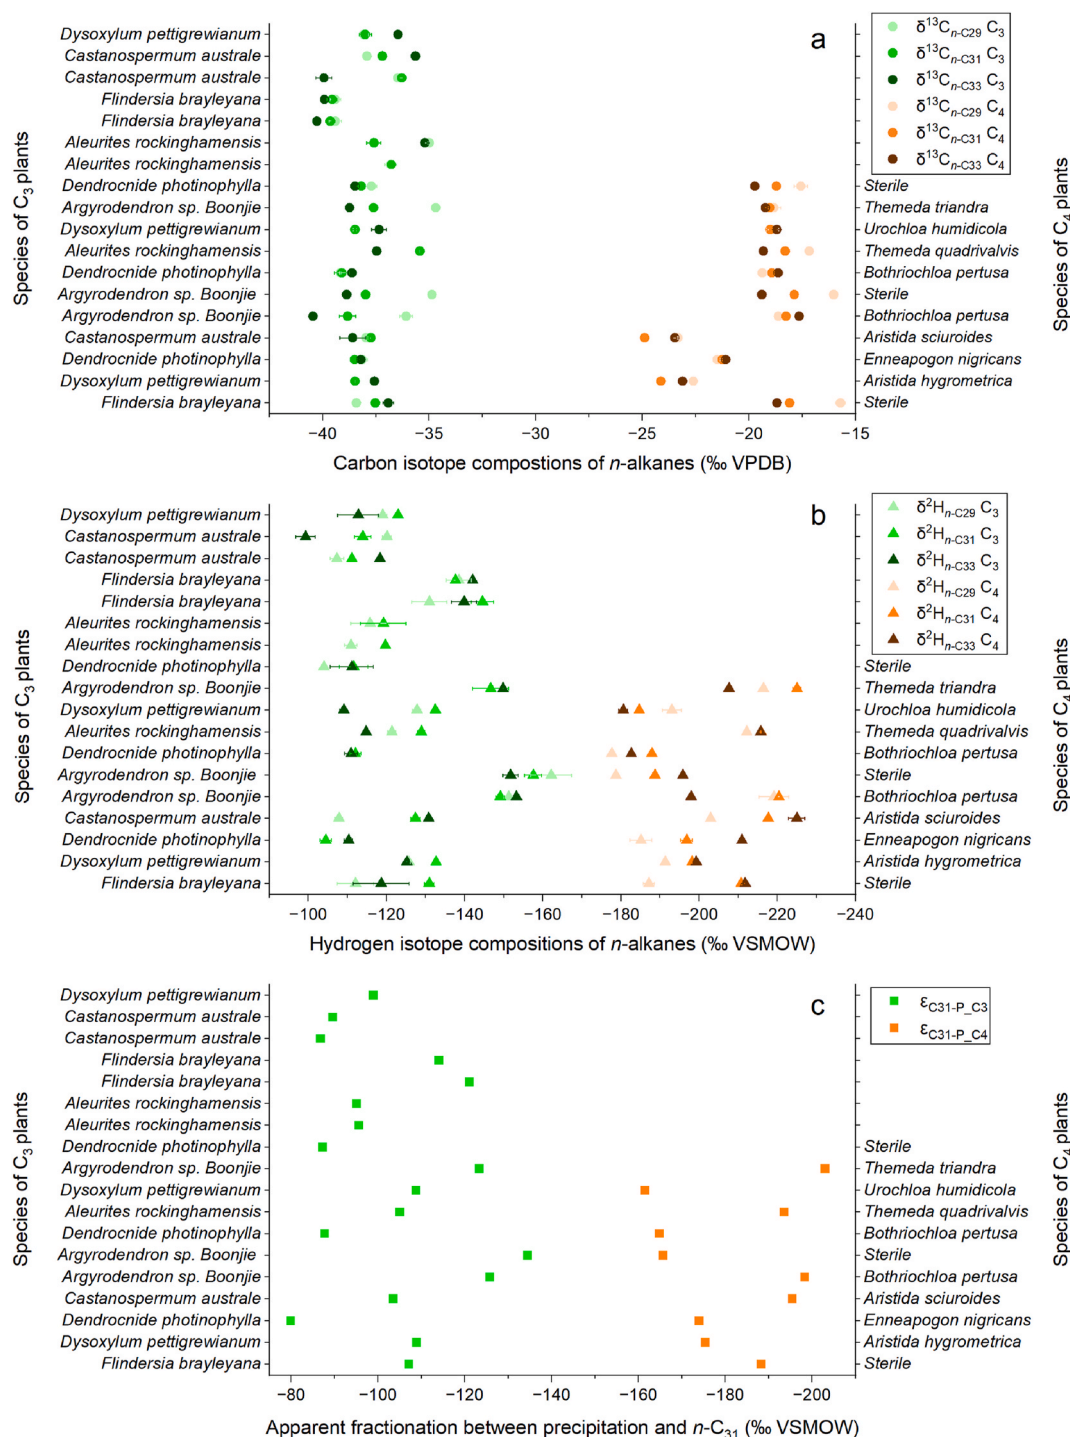 a
Dysoxylum pettigrewianum
Castanospermum australe
Castanospermum australe
Flindersia brayleyana
Flindersia brayleyana
Aleurites rockinghamensis
Aleurites rockinghamensis
Dendrocnide photinophylla
Argyrodendron sp. Boonjie
Dysoxylum pettigrewianum
Aleurites rockinghamensis
Dendrocnide photinophylla
Argyrodendron sp. Boonjie
Argyrodendron sp. Boonjie
Castanospermum australe
Dendrocnide photinophylla
Dysoxylum pettigrewianum
Flindersia brayleyana
Species of C3 plants
δ13Cn-C29 C3
δ13Cn-C31 C3
δ13Cn-C33 C3
δ13Cn-C29 C4
δ13Cn-C31 C4
δ13Cn-C33 C4
Sterile
Themeda triandra
Urochloa humidicola
Themeda quadrivalvis
Bothriochloa pertusa
Sterile
Bothriochloa pertusa
Aristida sciuroides
Enneapogon nigricans
Aristida hygrometrica
Sterile
Species of C4 plants
−40 −35 −30 −25 −20 −15
Carbon isotope compostions of n-alkanes (‰ VPDB)
b
Dysoxylum pettigrewianum
Castanospermum australe
Castanospermum australe
Flindersia brayleyana
Flindersia brayleyana
Aleurites rockinghamensis
Aleurites rockinghamensis
Dendrocnide photinophylla
Argyrodendron sp. Boonjie
Dysoxylum pettigrewianum
Aleurites rockinghamensis
Dendrocnide photinophylla
Argyrodendron sp. Boonjie
Argyrodendron sp. Boonjie
Castanospermum australe
Dendrocnide photinophylla
Dysoxylum pettigrewianum
Flindersia brayleyana
Species of C3 plants
δ2Hn-C29 C3
δ2Hn-C31 C3
δ2Hn-C33 C3
δ2Hn-C29 C4
δ2Hn-C31 C4
δ2Hn-C33 C4
Sterile
Themeda triandra
Urochloa humidicola
Themeda quadrivalvis
Bothriochloa pertusa
Sterile
Bothriochloa pertusa
Aristida sciuroides
Enneapogon nigricans
Aristida hygrometrica
Sterile
Species of C4 plants
−100 −120 −140 −160 −180 −200 −220 −240
Hydrogen isotope compositions of n-alkanes (‰ VSMOW)
c
Dysoxylum pettigrewianum
Castanospermum australe
Castanospermum australe
Flindersia brayleyana
Flindersia brayleyana
Aleurites rockinghamensis
Aleurites rockinghamensis
Dendrocnide photinophylla
Argyrodendron sp. Boonjie
Dysoxylum pettigrewianum
Aleurites rockinghamensis
Dendrocnide photinophylla
Argyrodendron sp. Boonjie
Argyrodendron sp. Boonjie
Castanospermum australe
Dendrocnide photinophylla
Dysoxylum pettigrewianum
Flindersia brayleyana
Species of C3 plants
εC31-P_C3
εC31-P_C4
Sterile
Themeda triandra
Urochloa humidicola
Themeda quadrivalvis
Bothriochloa pertusa
Sterile
Bothriochloa pertusa
Aristida sciuroides
Enneapogon nigricans
Aristida hygrometrica
Sterile
Species of C4 plants
−80 −100 −120 −140 −160 −180 −200
Apparent fractionation between precipitation and n-C31 (‰ VSMOW)